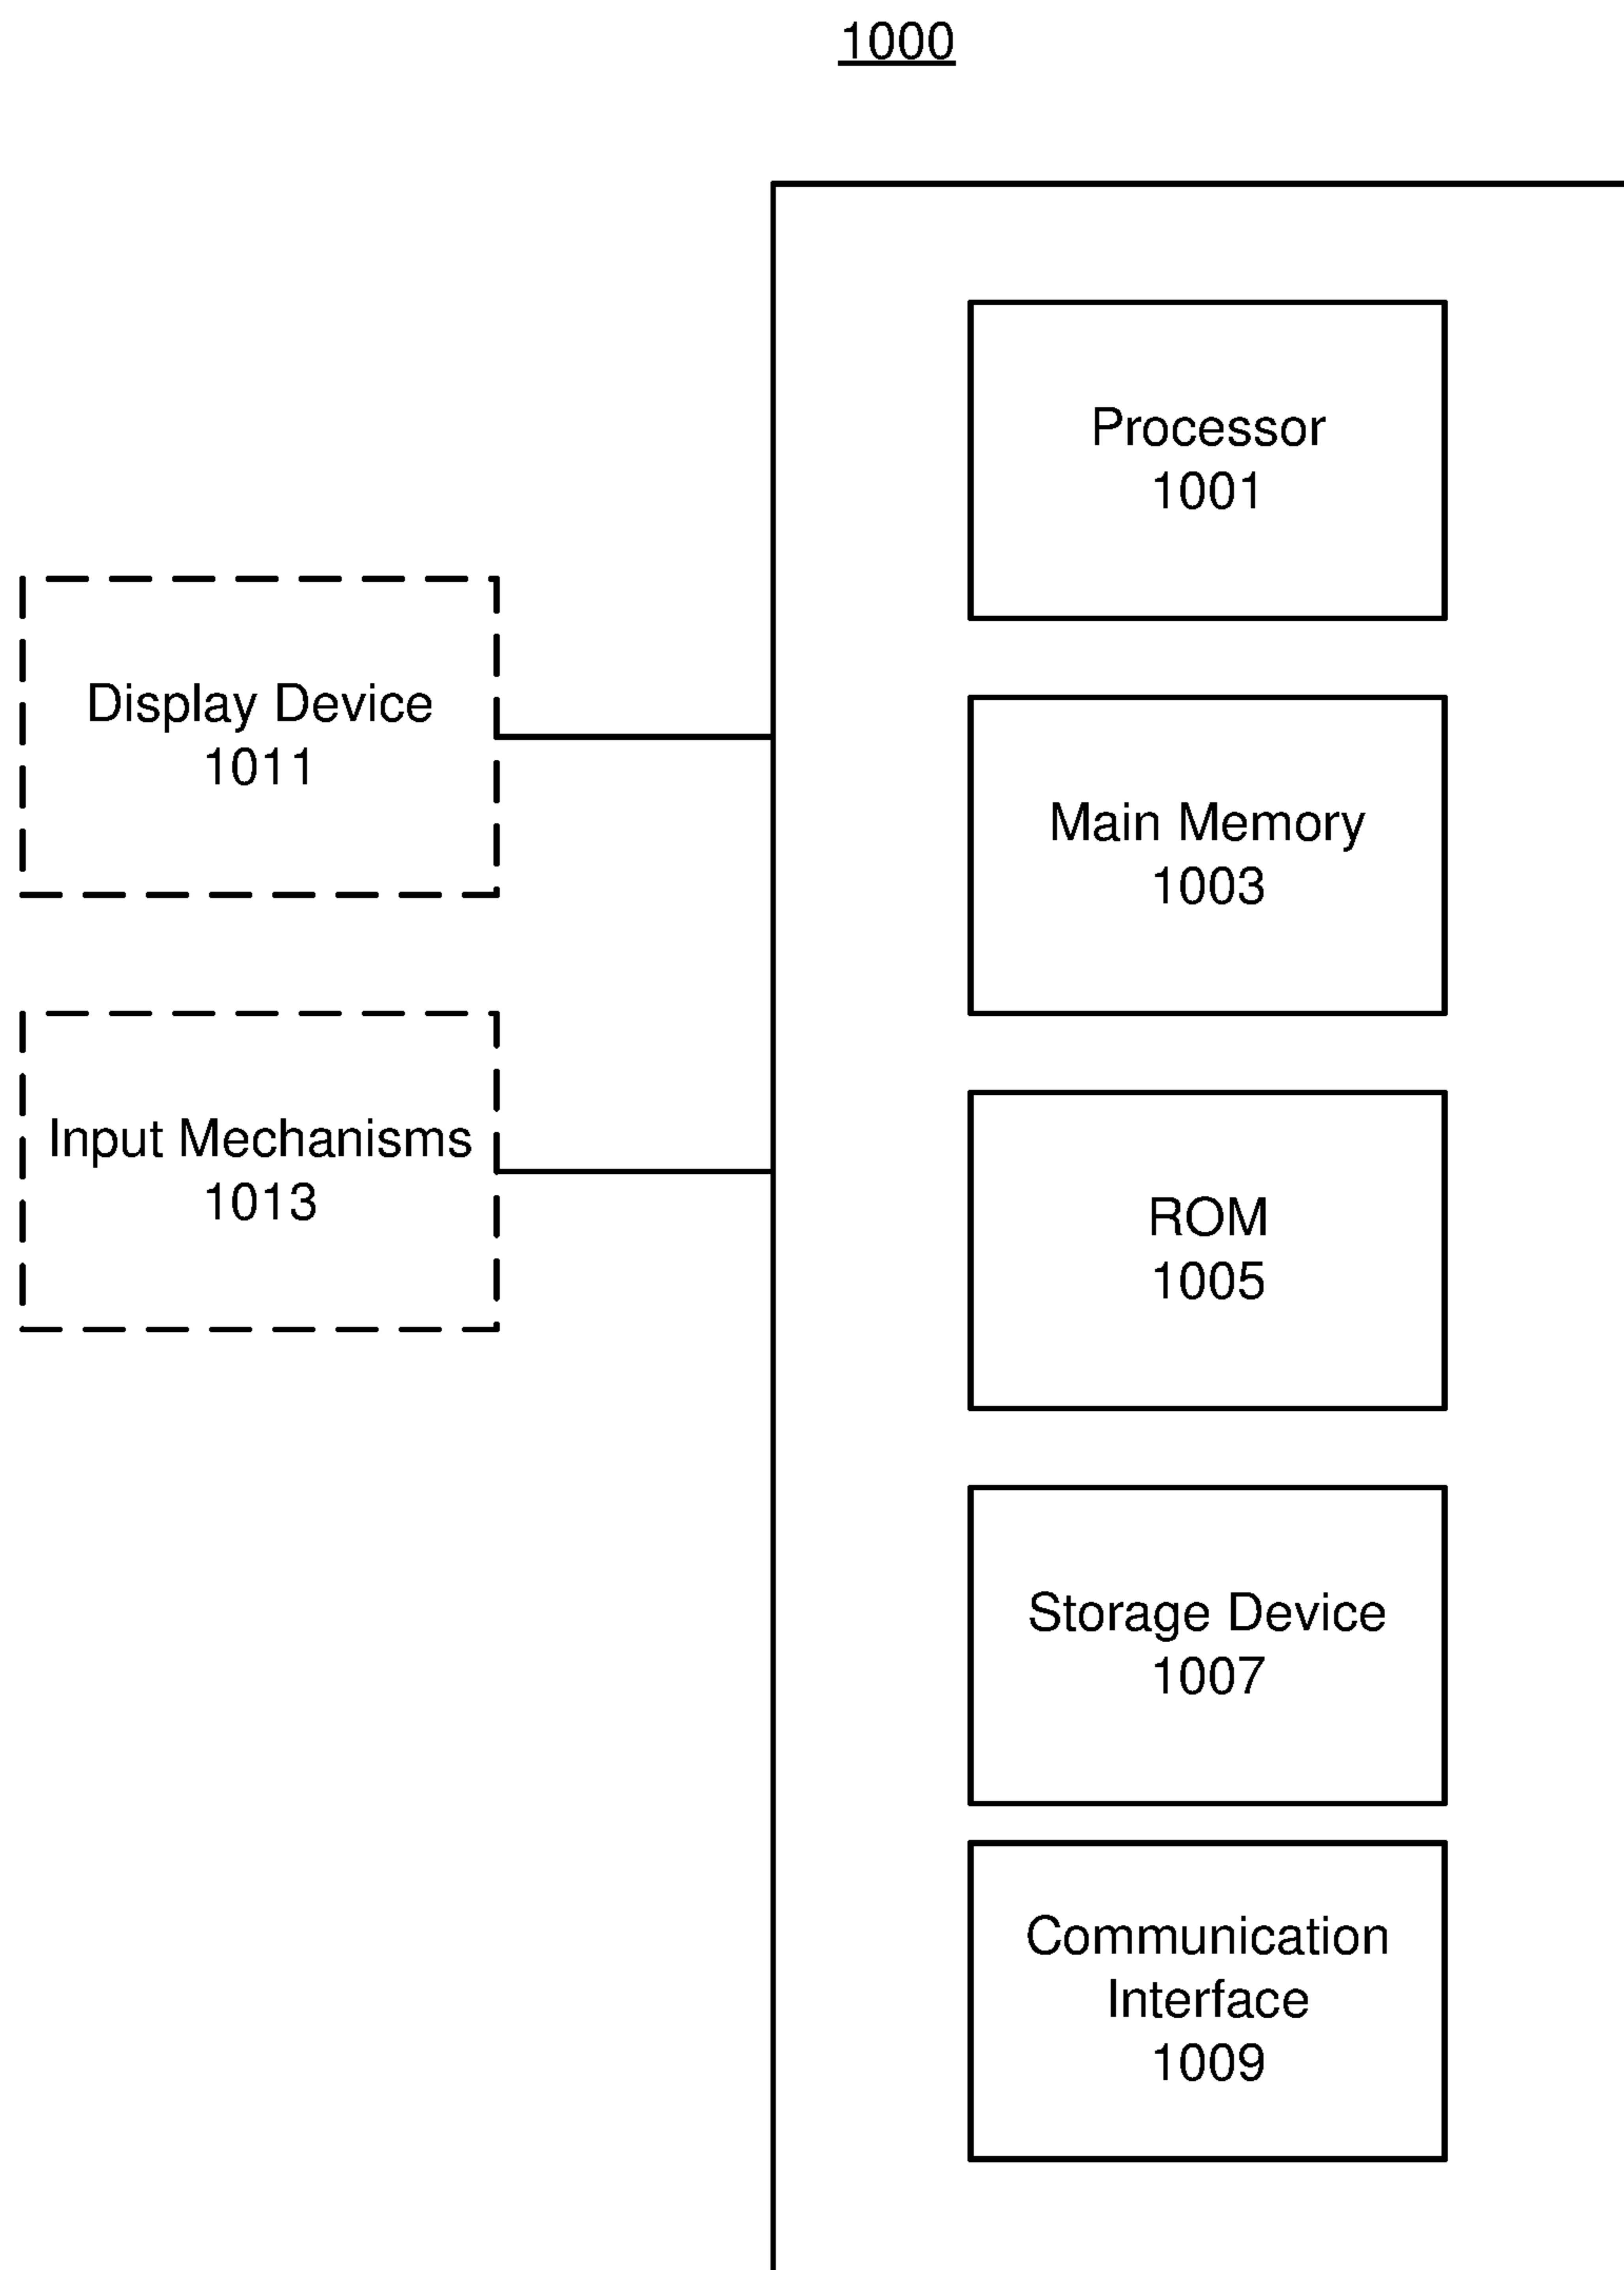 1000
Processor
1001
Display Device
1011
Main Memory
1003
Input Mechanisms
1013
ROM
1005
Storage Device
1007
Communication
Interface
1009